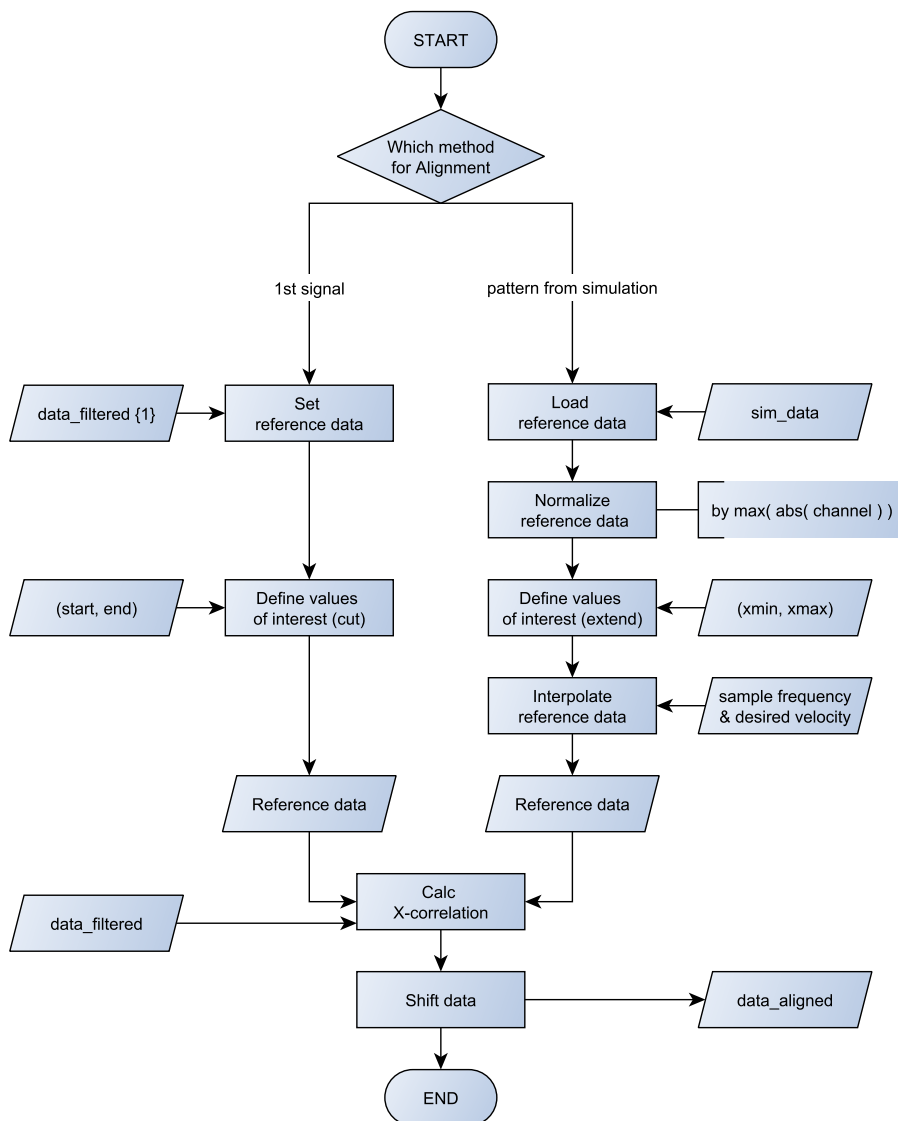 START
Which method
for Alignment
1st signal
pattern from simulation
data_filtered {1}
Set
reference data
Load
reference data
sim_data
Normalize
reference data
by max( abs( channel ) )
(start, end)
Define values
of interest (cut)
Define values
of interest (extend)
(xmin, xmax)
Interpolate
reference data
sample frequency
& desired velocity
Reference data
Reference data
Calc
X-correlation
data_filtered
Shift data
data_aligned
END